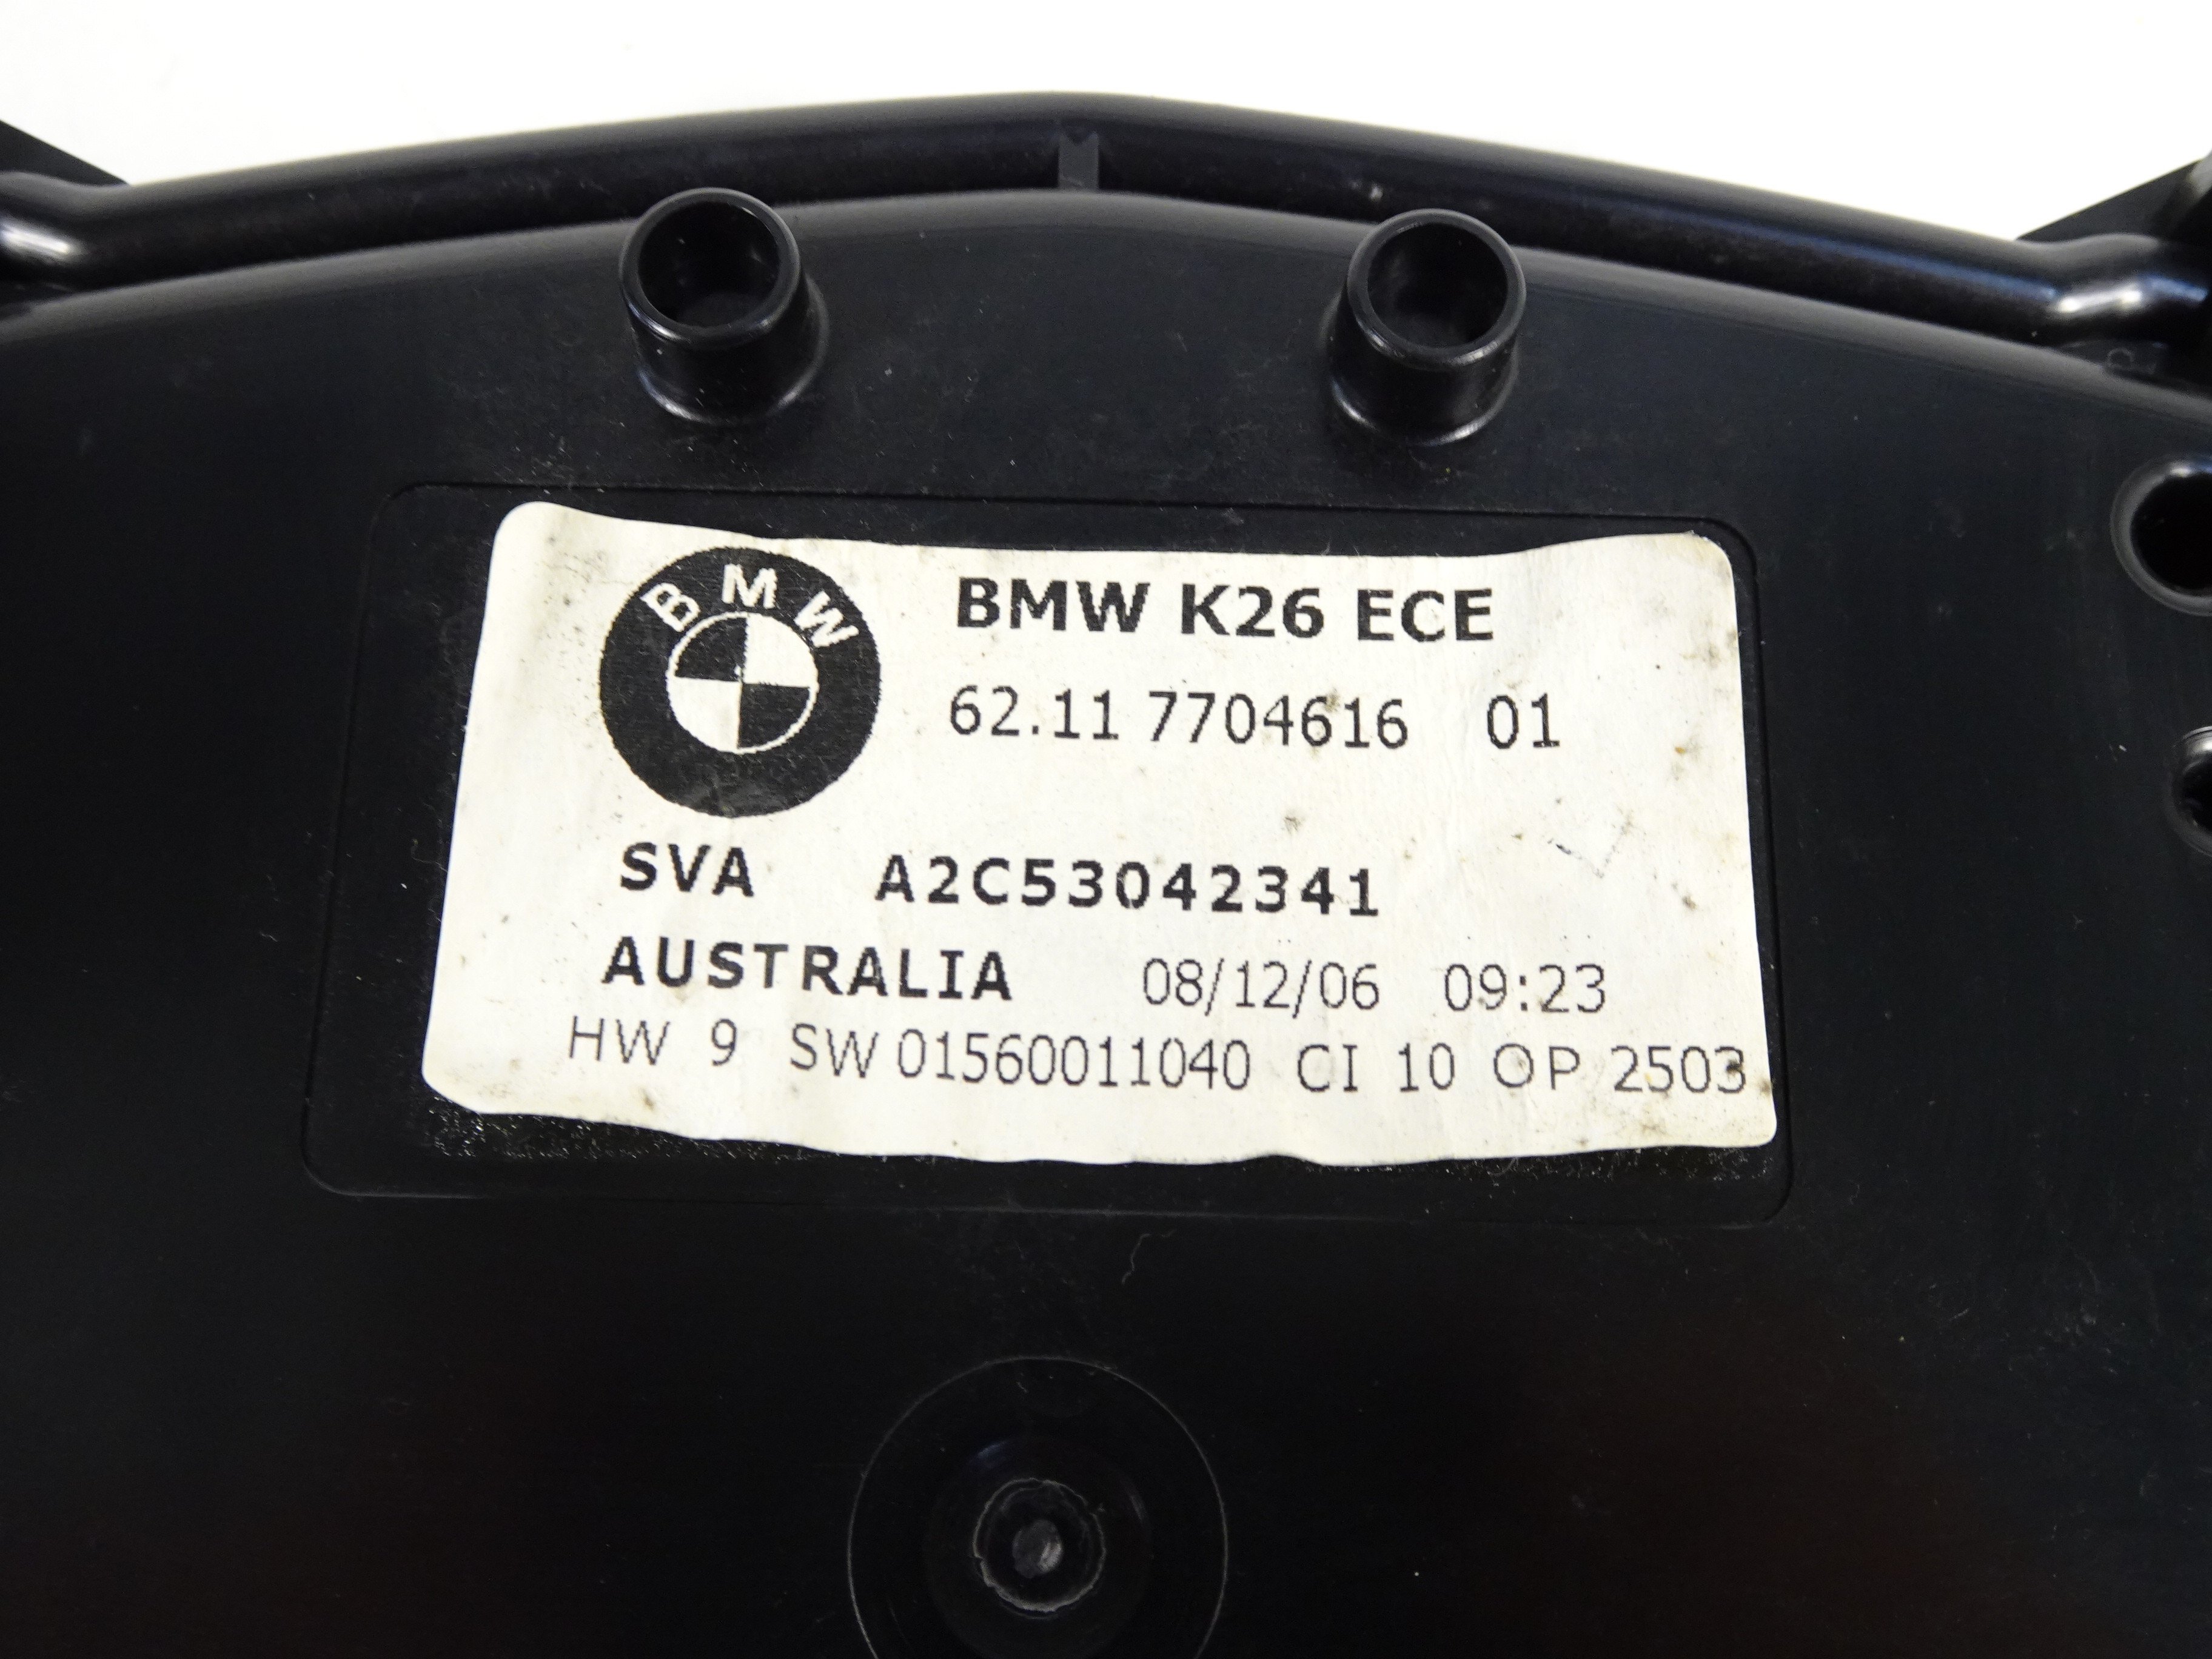 BMW
BMW K26 ECE
62.11 7704616 01
SVA A2C53042341
AUSTRALIA 08/12/06 09:23
HW 9 SW 01560011040 CI 10 OP 2503